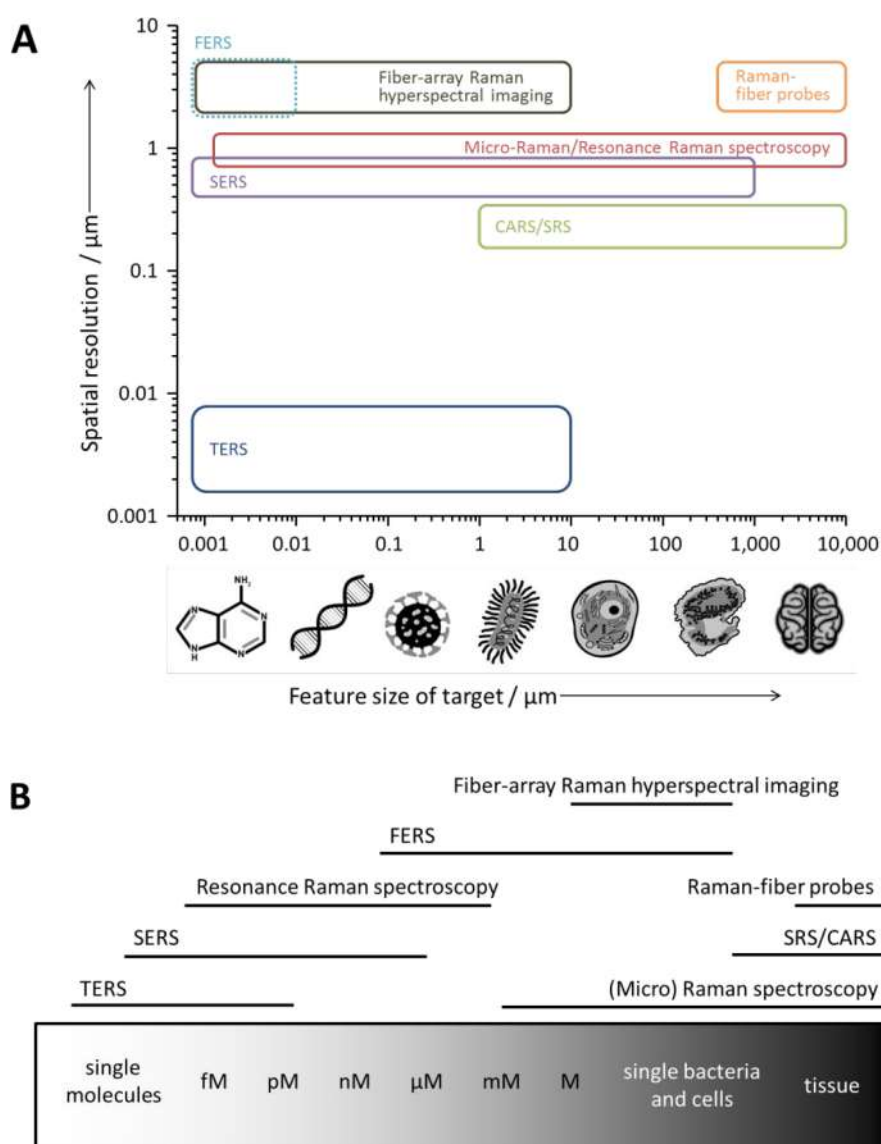 A
10
FERS
Fiber-array Raman
hyperspectral imaging
Raman-
fiber probes
1
Micro-Raman/Resonance Raman spectroscopy
SERS
CARS/SRS
0.1
Spatial resolution / µm
0.01
TERS
0.001
0.001 0.01 0.1 1 10 100 1,000 10,000
NH₂
N
N
N
H
N
Feature size of target / µm
B
Fiber-array Raman hyperspectral imaging
FERS
Resonance Raman spectroscopy
Raman-fiber probes
SERS
SRS/CARS
TERS
(Micro) Raman spectroscopy
single
molecules
fM
pM
nM
µM
mM
M
single bacteria
and cells
tissue